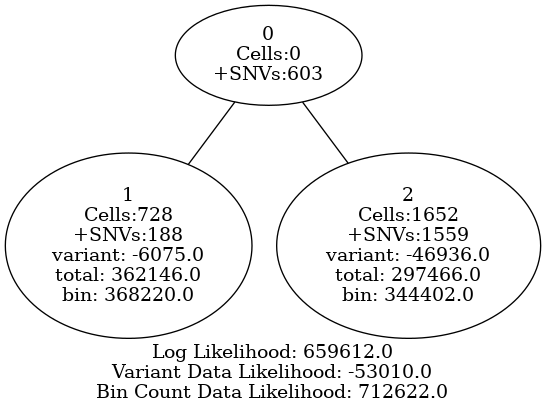 0
Cells:0
+SNVs:603
1
Cells:728
+SNVs:188
variant: -6075.0
total: 362146.0
bin: 368220.0
2
Cells:1652
+SNVs:1559
variant: -46936.0
total: 297466.0
bin: 344402.0
Log Likelihood: 659612.0
Variant Data Likelihood: -53010.0
Bin Count Data Likelihood: 712622.0